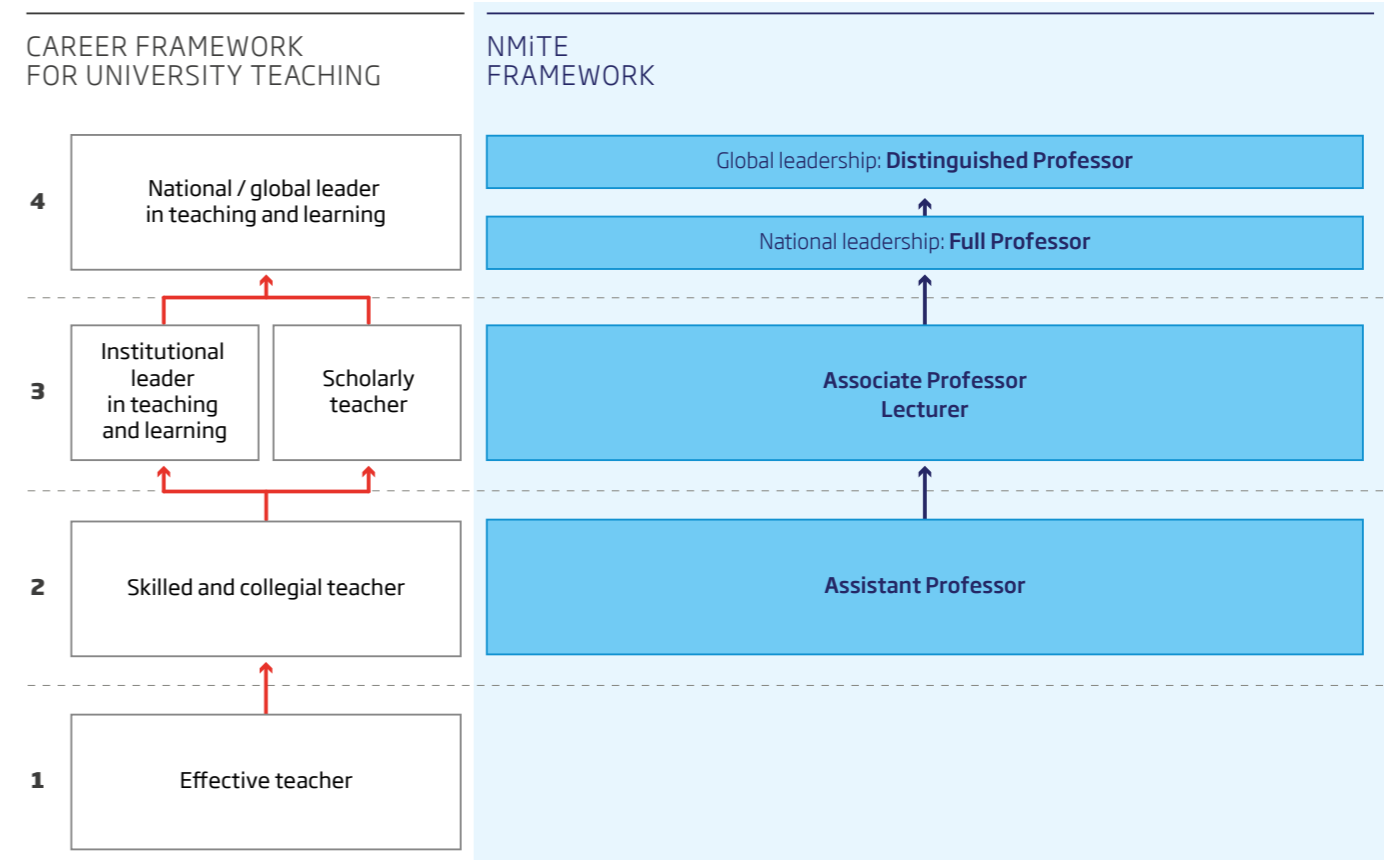 CAREER FRAMEWORK
FOR UNIVERSITY TEACHING
NMiTE
FRAMEWORK
4
National / global leader
in teaching and learning
Global leadership: Distinguished Professor
National leadership: Full Professor
3
Institutional
leader
in teaching
and learning
Scholarly
teacher
Associate Professor
Lecturer
2
Skilled and collegial teacher
Assistant Professor
1
Effective teacher